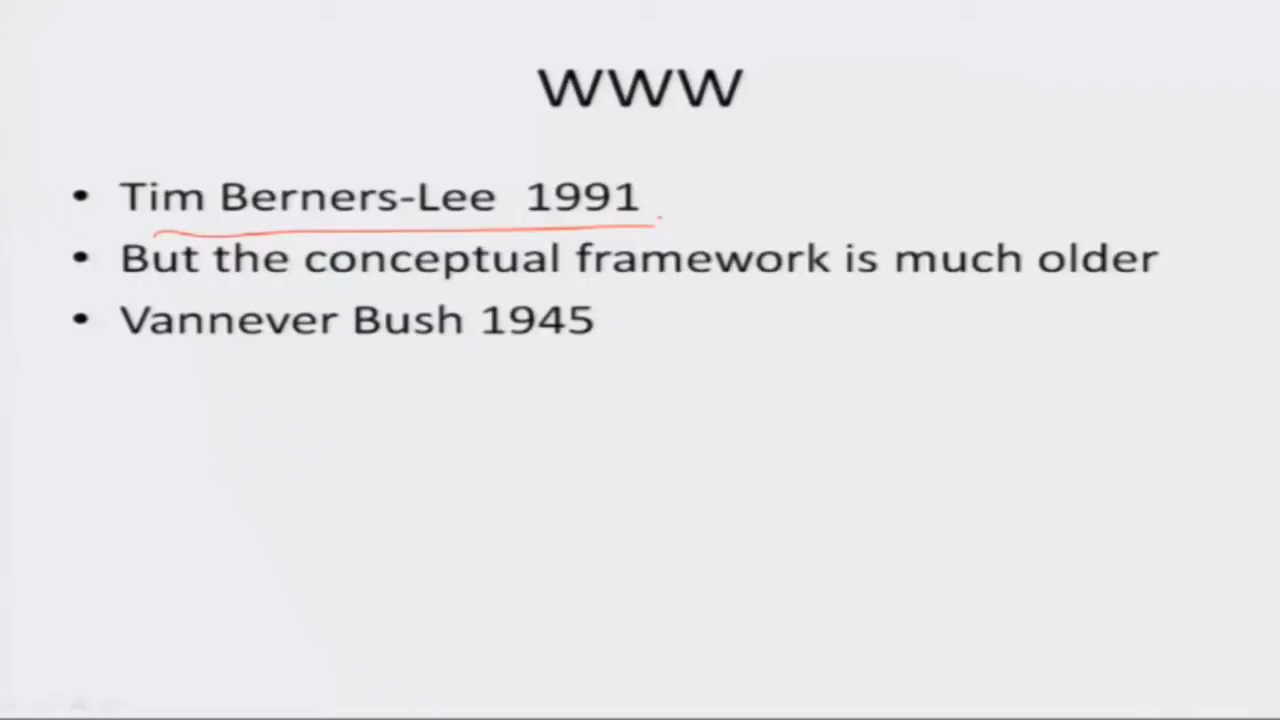 WWW
• Tim Berners-Lee 1991
• But the conceptual framework is much older
• Vannever Bush 1945